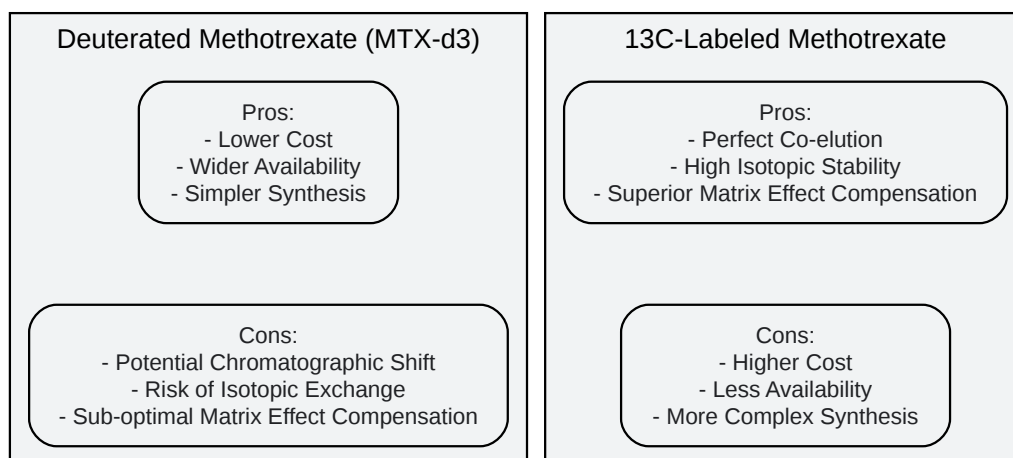 Deuterated Methotrexate (MTX-d3)
Pros:
- Lower Cost
- Wider Availability
- Simpler Synthesis
Cons:
- Potential Chromatographic Shift
- Risk of Isotopic Exchange
- Sub-optimal Matrix Effect Compensation
13C-Labeled Methotrexate
Pros:
- Perfect Co-elution
- High Isotopic Stability
- Superior Matrix Effect Compensation
Cons:
- Higher Cost
- Less Availability
- More Complex Synthesis